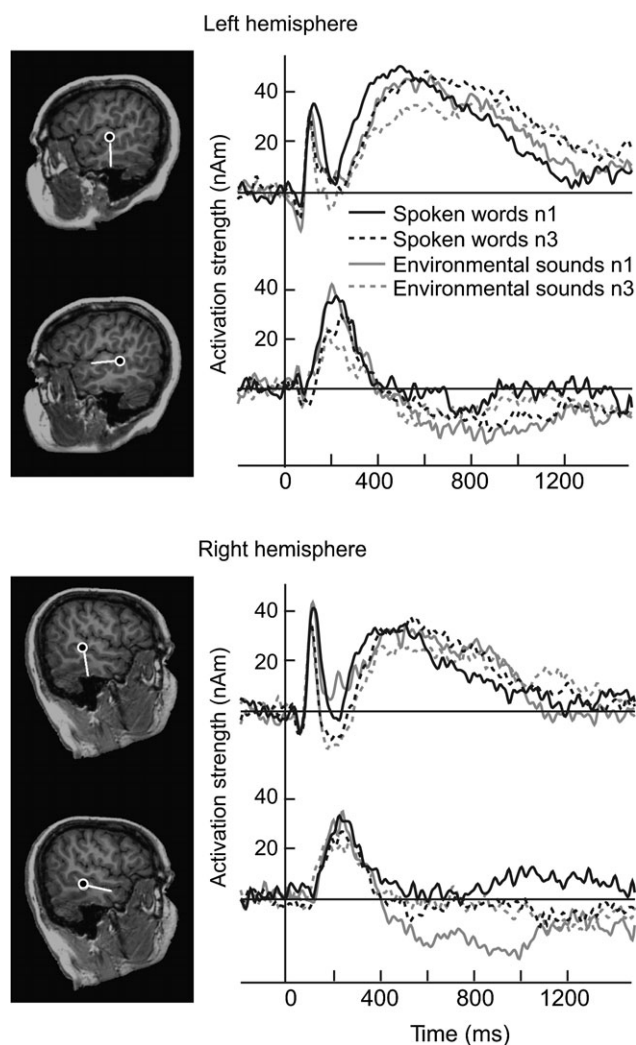 Left hemisphere
Activation strength (nAm)
40
20
Spoken words n1
Spoken words n3
Environmental sounds n1
Environmental sounds n3
40
20
0 400 800 1200
Right hemisphere
Activation strength (nAm)
40
20
40
20
0 400 800 1200
Time (ms)